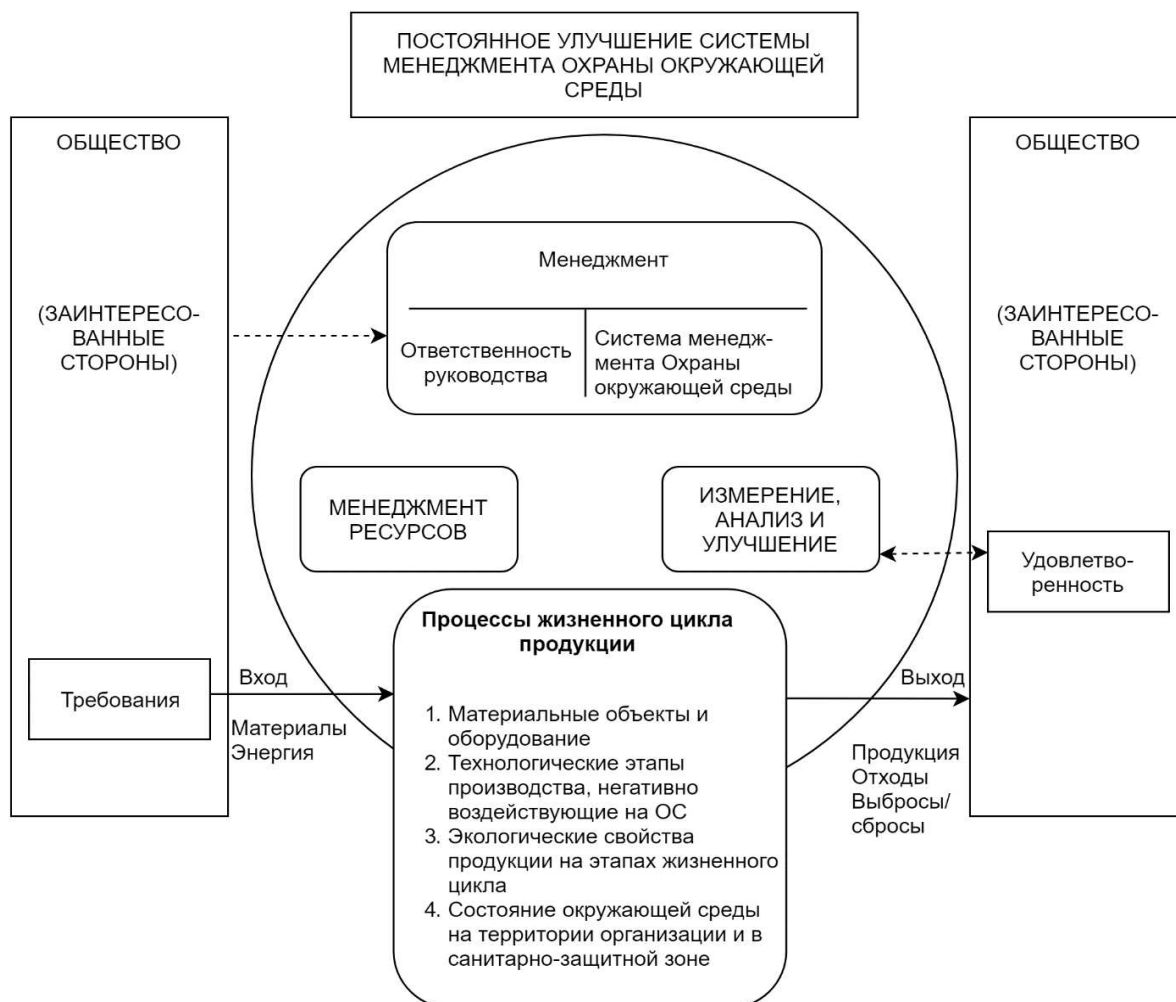 ПОСТОЯННОЕ УЛУЧШЕНИЕ СИСТЕМЫ
МЕНЕДЖМЕНТА ОХРАНЫ ОКРУЖАЮЩЕЙ
СРЕДЫ
ОБЩЕСТВО
(ЗАИНТЕРЕСО-
ВАННЫЕ
СТОРОНЫ)
Требования
Вход
Материалы
Энергия
Менеджмент
Ответственность
руководства
Система менедж-
мента Охраны
окружающей среды
МЕНЕДЖМЕНТ
РЕСУРСОВ
ИЗМЕРЕНИЕ,
АНАЛИЗ И
УЛУЧШЕНИЕ
Процессы жизненного цикла
продукции
1. Материальные объекты и
оборудование
2. Технологические этапы
производства, негативно
воздействующие на ОС
3. Экологические свойства
продукции на этапах жизненного
цикла
4. Состояние окружающей среды
на территории организации и в
санитарно-защитной зоне
ОБЩЕСТВО
(ЗАИНТЕРЕСО-
ВАННЫЕ
СТОРОНЫ)
Удовлетво-
ренность
Выход
Продукция
Отходы
Выбросы/
сбросы